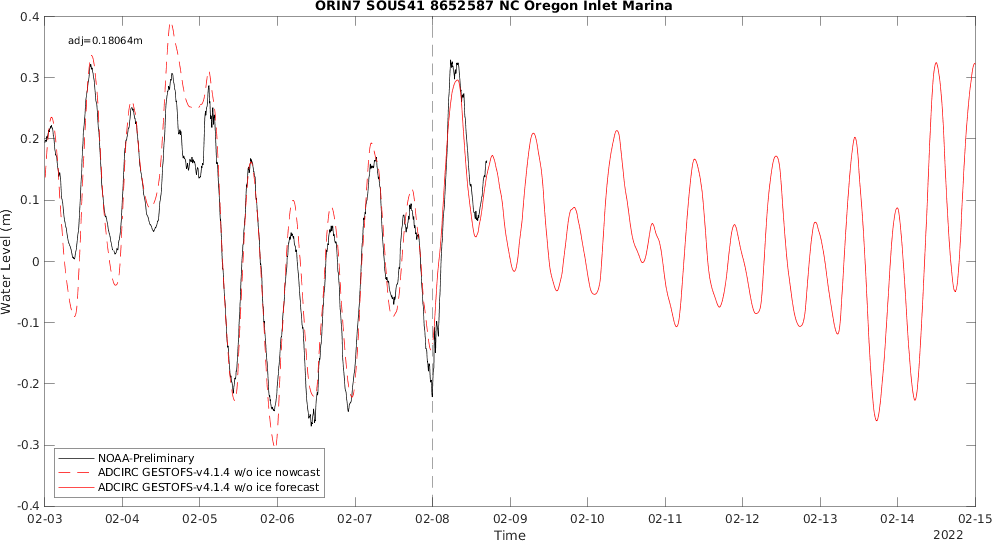 ORIN7 SOUS41 8652587 NC Oregon Inlet Marina
adj=0.18064m
0.4
0.3
0.2
0.1
0
-0.1
-0.2
-0.3
-0.4
Water Level (m)
NOAA-Preliminary
ADCIRC GESTOFS-v4.1.4 w/o ice nowcast
ADCIRC GESTOFS-v4.1.4 w/o ice forecast
02-03 02-04 02-05 02-06 02-07 02-08 02-09 02-10 02-11 02-12 02-13 02-14 02-15
Time
2022